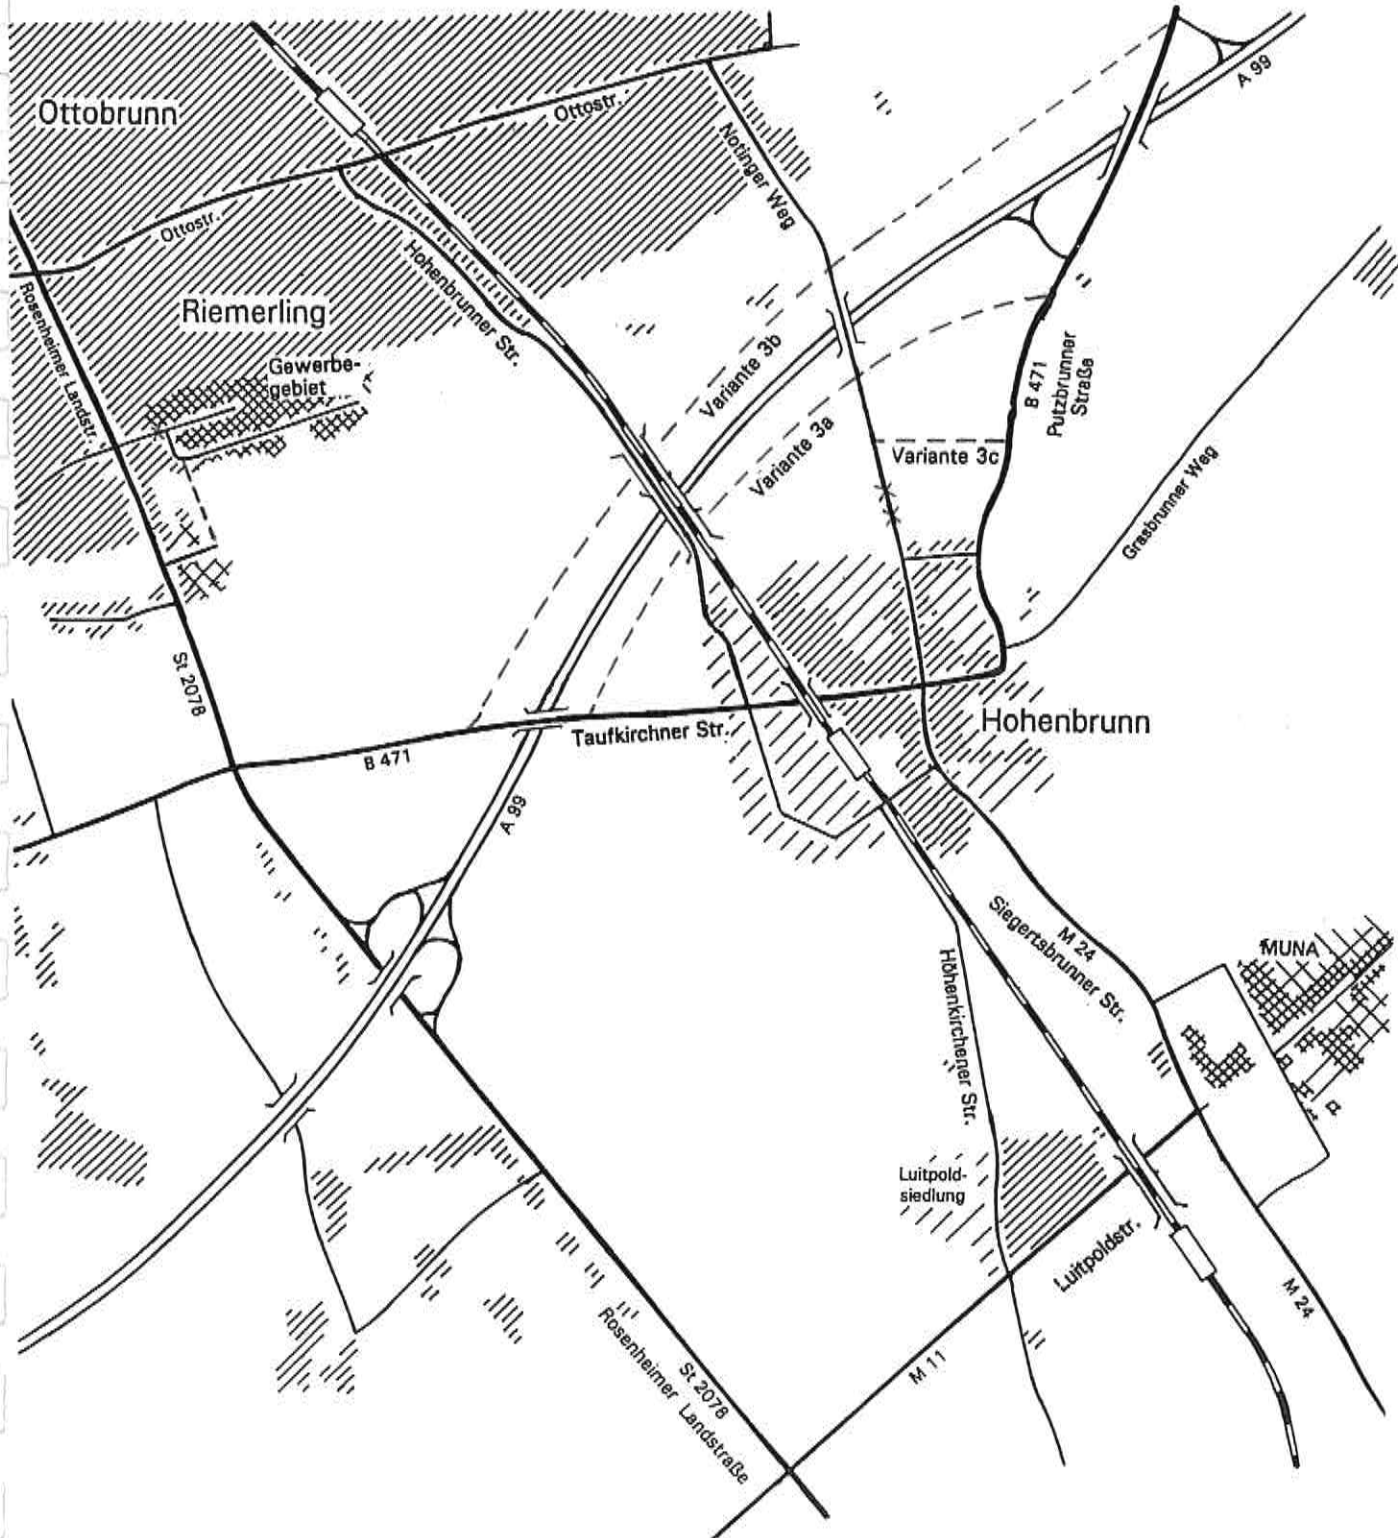 A 99
Ottobrunn
Ottostr.
Notinger Weg
Ottostr.
Hohenbrunner Str.
Rosenheimer Landstr.
Riemerling
Gewerbe-
gebiet
Variante 3b
Variante 3a
B 471
Putzbrunner
Straße
Variante 3c
Grasbrunner Weg
St 2078
Hohenbrunn
Taufkirchner Str.
B 471
A 99
Siegertsbrunner Str.
M 24
MUNA
Höhenkirchener Str.
Luitpold-
siedlung
Luitpoldstr.
M 24
Rosenheimer Landstraße
St 2078
M 11